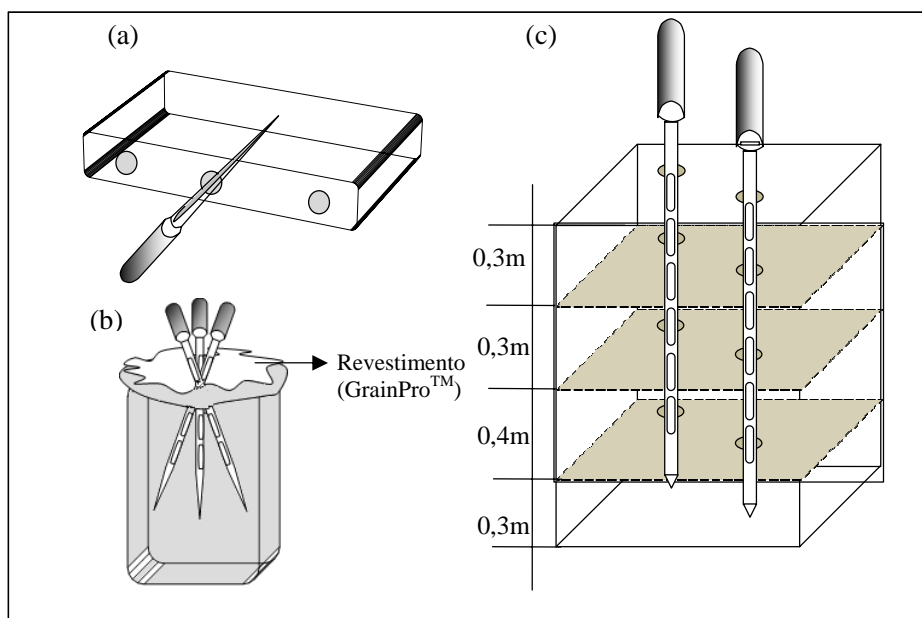 (a)
(b)
Revestimento
(GrainPro™)
(c)
0,3m
0,3m
0,4m
0,3m